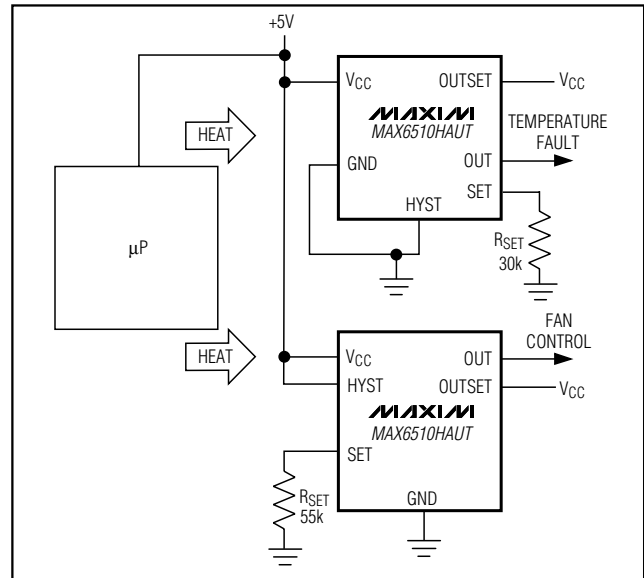 +5V
VCC
OUTSET
VCC
HEAT
MAXIM
MAX6510HAUT
TEMPERATURE
FAULT
GND
OUT
SET
HYST
RSET
30k
µP
HEAT
FAN
CONTROL
VCC
OUT
HYST
OUTSET
VCC
MAXIM
MAX6510HAUT
SET
RSET
55k
GND